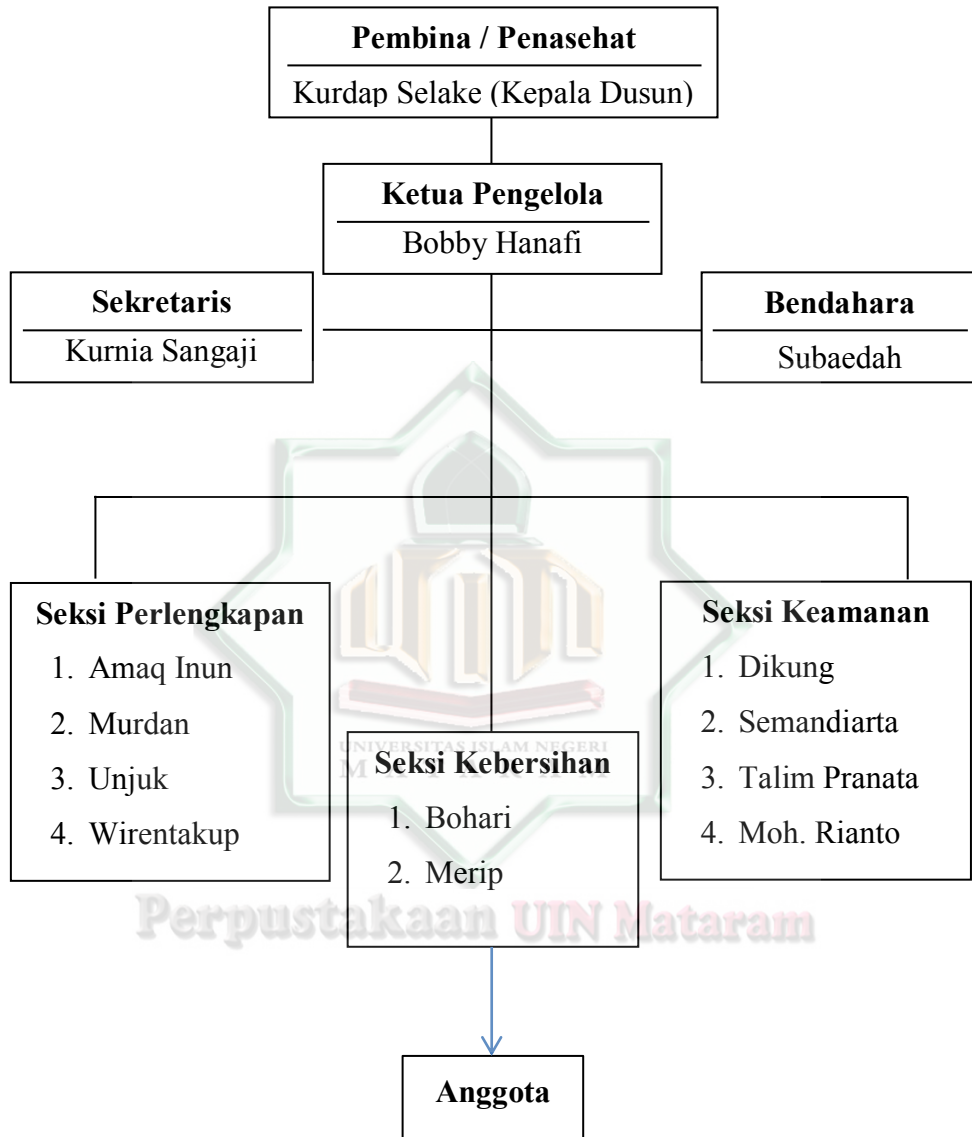 Pembina / Penasehat
Kurdap Selake (Kepala Dusun)
Ketua Pengelola
Bobby Hanafi
Sekretaris
Kurnia Sangaji
Bendahara
Subaedah
Seksi Perlengkapan
1. Amaq Inun
2. Murdan
3. Unjuk
4. Wirentakup
Seksi Kebersihan
1. Bohari
2. Merip
Seksi Keamanan
1. Dikung
2. Semandiarta
3. Talim Pranata
4. Moh. Rianto
UNIVERSITAS ISLAM NEGERI
M A T A R A M
Perpustakaan UIN Mataram
Anggota